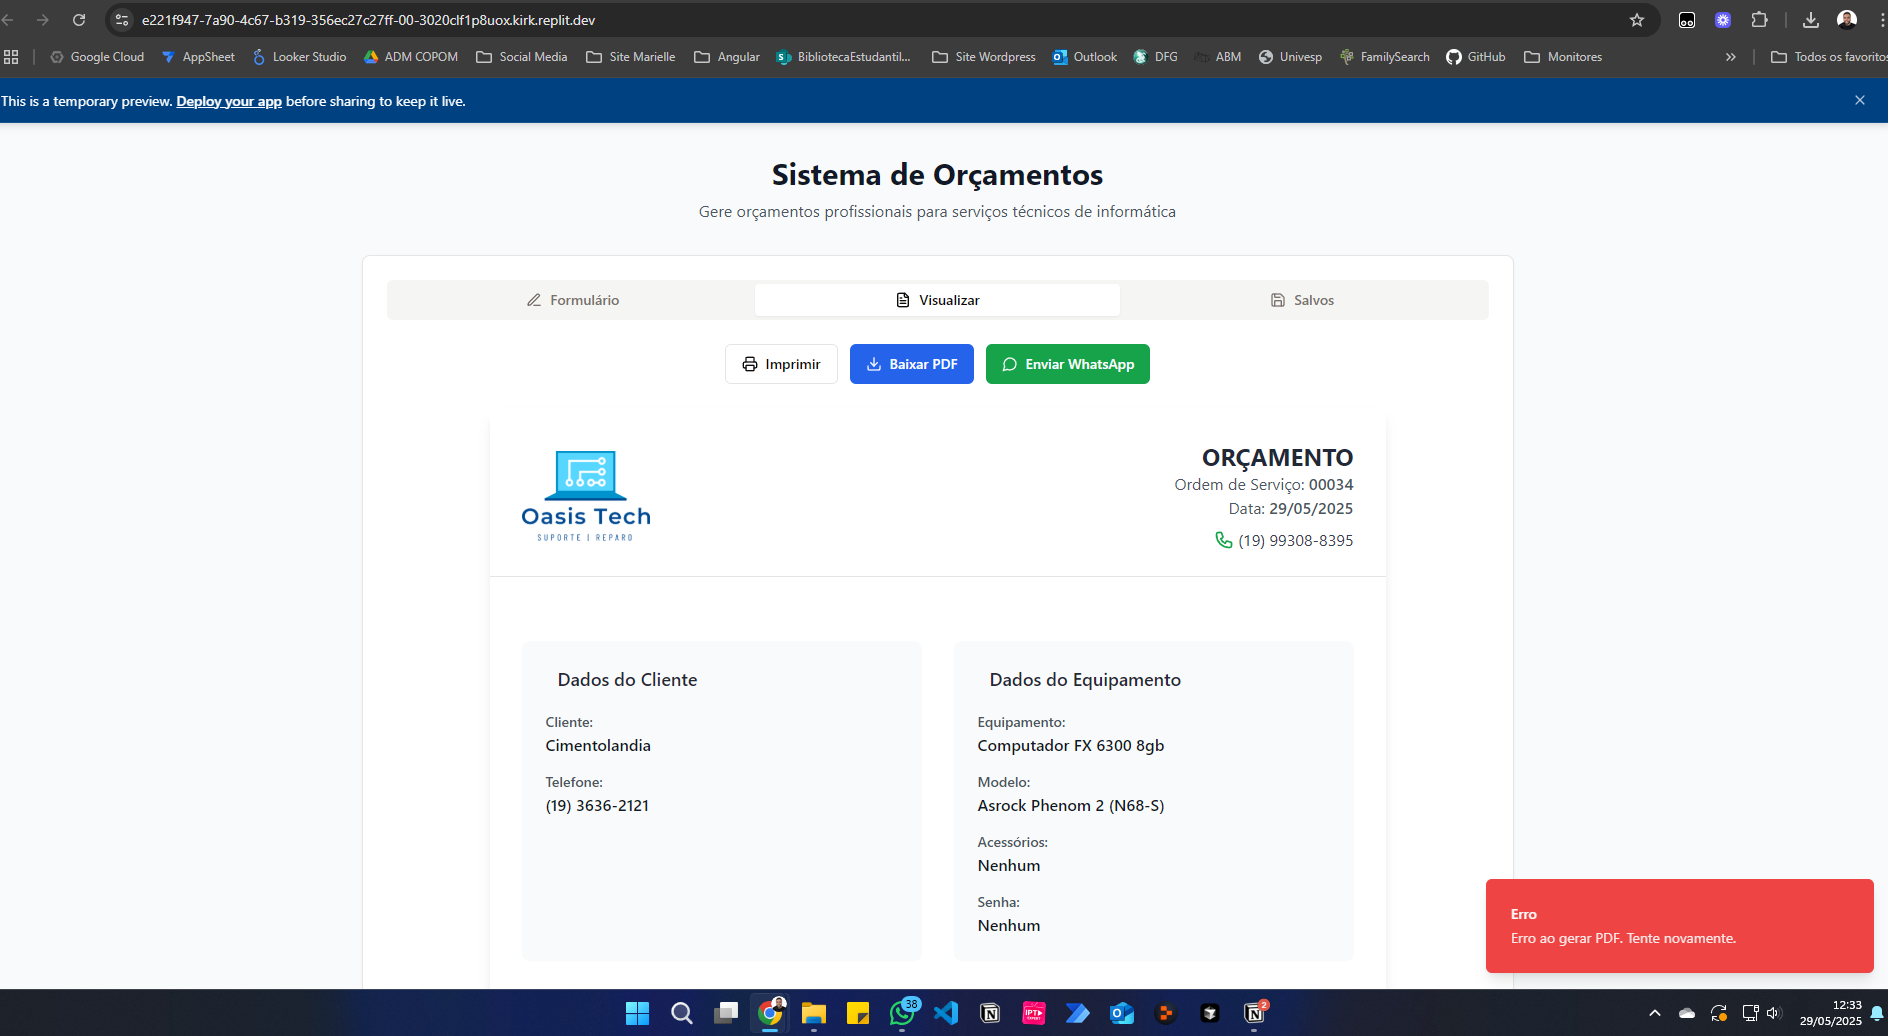 e221f947-7a90-4c67-b319-356ec27c27ff-00-3020clf1p8uox.kirk.replit.dev
Google Cloud AppSheet Looker Studio ADM COPOM Social Media Site Marielle Angular BibliotecaEstudantil... Site Wordpress Outlook DFG ABM Univesp FamilySearch GitHub Monitores » Todos os favoritos
This is a temporary preview. Deploy your app before sharing to keep it live.
Sistema de Orçamentos
Gere orçamentos profissionais para serviços técnicos de informática
Formulário Visualizar Salvos
Imprimir Baixar PDF Enviar WhatsApp
Oasis Tech
SUPORTE | REPARO
ORÇAMENTO
Ordem de Serviço: 00034
Data: 29/05/2025
(19) 99308-8395
Dados do Cliente
Cliente:
Cimentolandia
Telefone:
(19) 3636-2121
Dados do Equipamento
Equipamento:
Computador FX 6300 8gb
Modelo:
Asrock Phenom 2 (N68-S)
Acessórios:
Nenhum
Senha:
Nenhum
Erro
Erro ao gerar PDF. Tente novamente.
38
2
12:33
29/05/2025